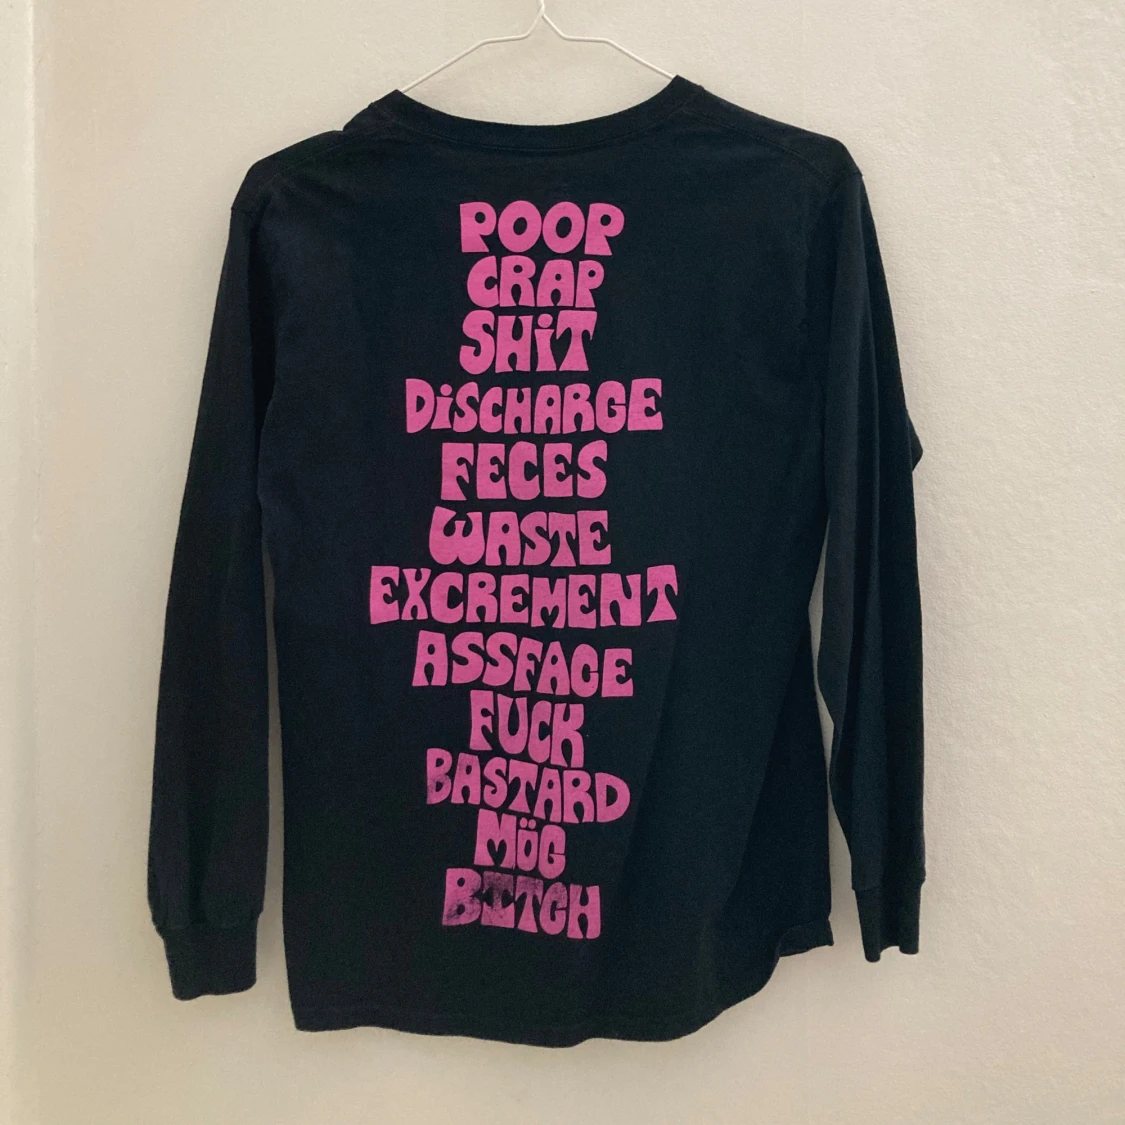 POOP
CRAP
SHiT
DiSCHARGE
FECES
WASTE
EXCREMENT
ASSFACE
FUCK
BASTARD
MöG
BITCH